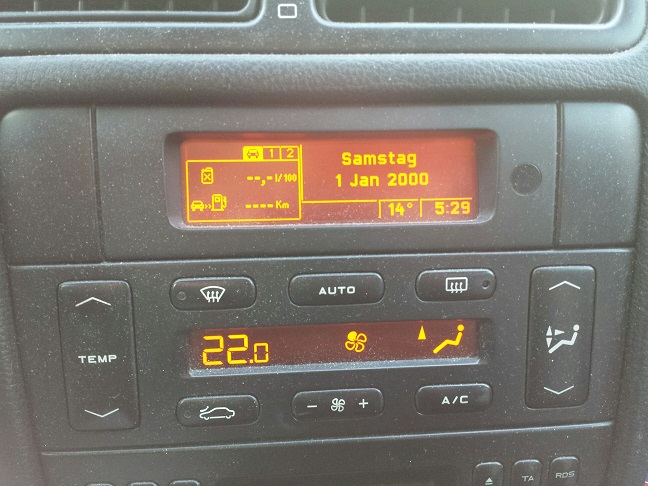 1 2
--,- l/100
---- Km
Samstag
1 Jan 2000
14° 5:29
AUTO
TEMP
22.0
- +
A/C
TA
RDS